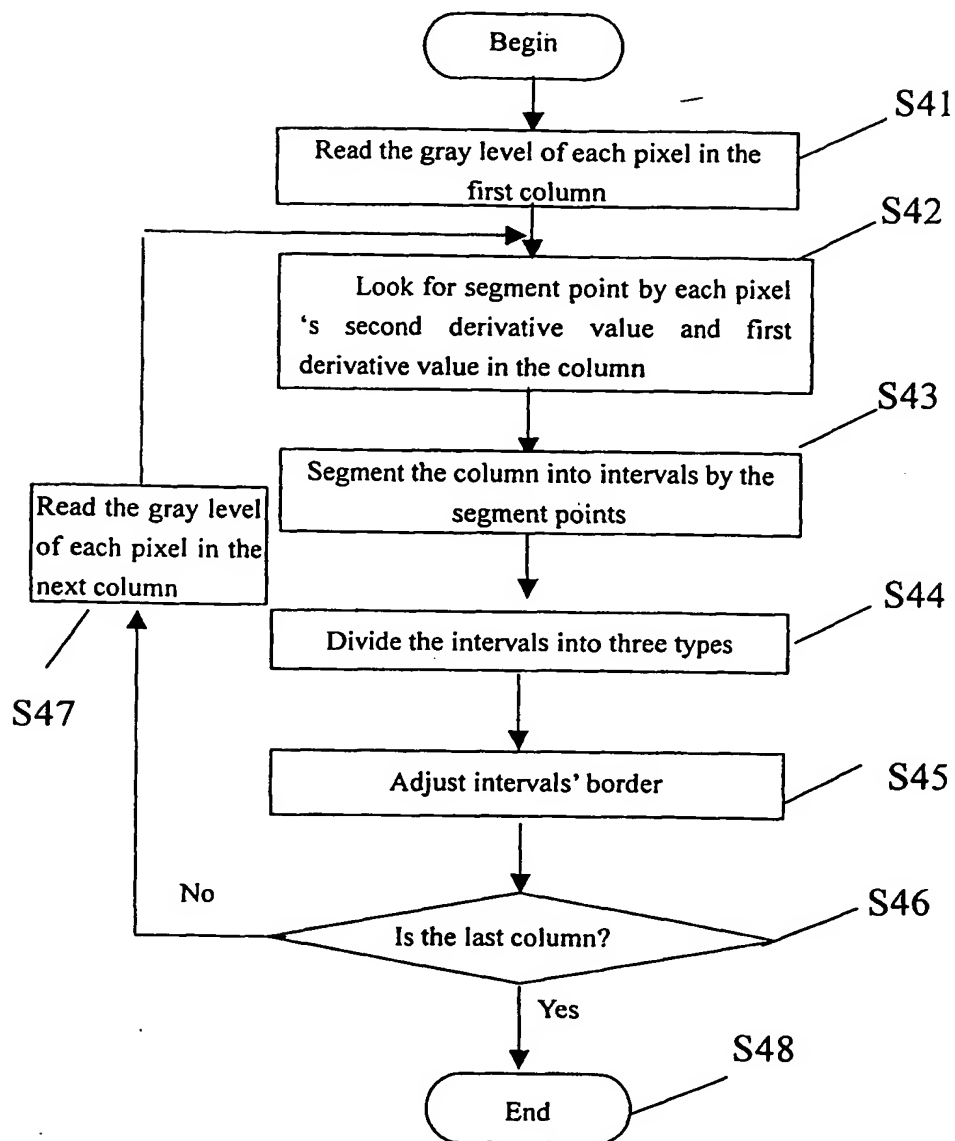 Begin
S41
Read the gray level of each pixel in the
first column
S42
Look for segment point by each pixel
‘s second derivative value and first
derivative value in the column
S43
Segment the column into intervals by the
segment points
Read the gray level
of each pixel in the
next column
S44
Divide the intervals into three types
S47
Adjust intervals’ border
S45
No
S46
Is the last column?
Yes
S48
End